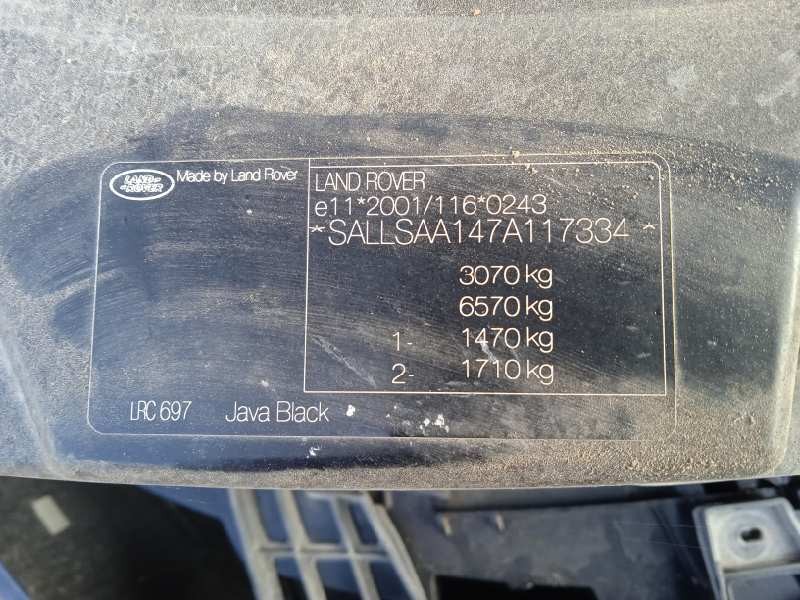 LAND-
-ROVER
Made by Land Rover
LAND ROVER
e11*2001/116*0243
*SALLSAA147A117334*
3070 kg
6570 kg
1- 1470 kg
2- 1710 kg
LRC 697 Java Black